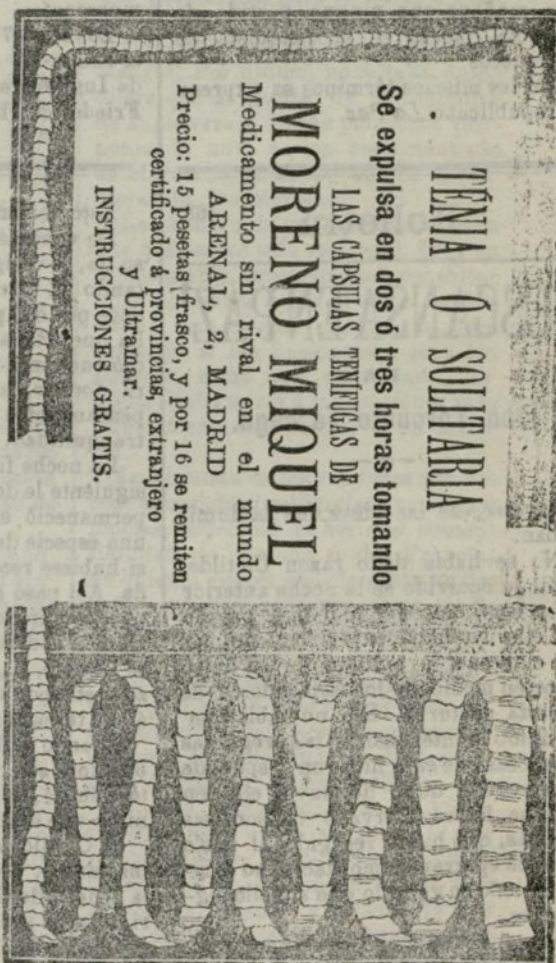 TÉNIA Ó SOLITARIA
Se expulsa en dos ó tres horas tomando
LAS CÁPSULAS TENÍFUGAS DE
MORENO MIQUEL
Medicamento sin rival en el mundo
ARENAL, 2, MADRID
Precio: 15 pesetas frasco, y por 16 se remiten
certificado á provincias, extranjero
y Ultramar.
INSTRUCCIONES GRATIS